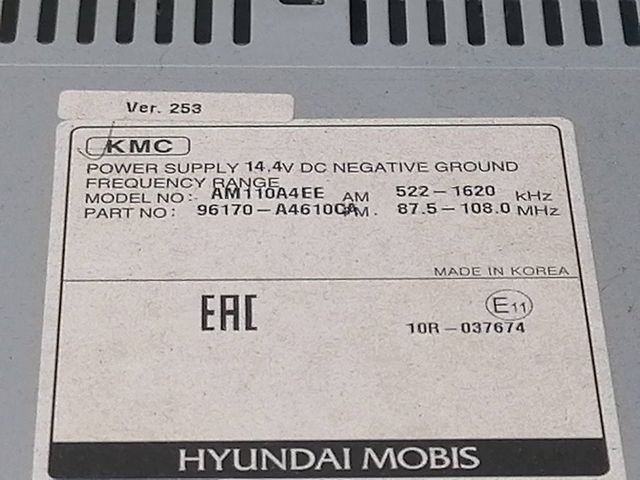 Ver. 253
KMC
POWER SUPPLY 14.4V DC NEGATIVE GROUND
FREQUENCY RANGE
MODEL NO: AM110A4EE AM 522-1620 kHz
PART NO: 96170-A4610CA FM. 87.5-108.0 MHz
MADE IN KOREA
EAC E11
10R-037674
HYUNDAI MOBIS